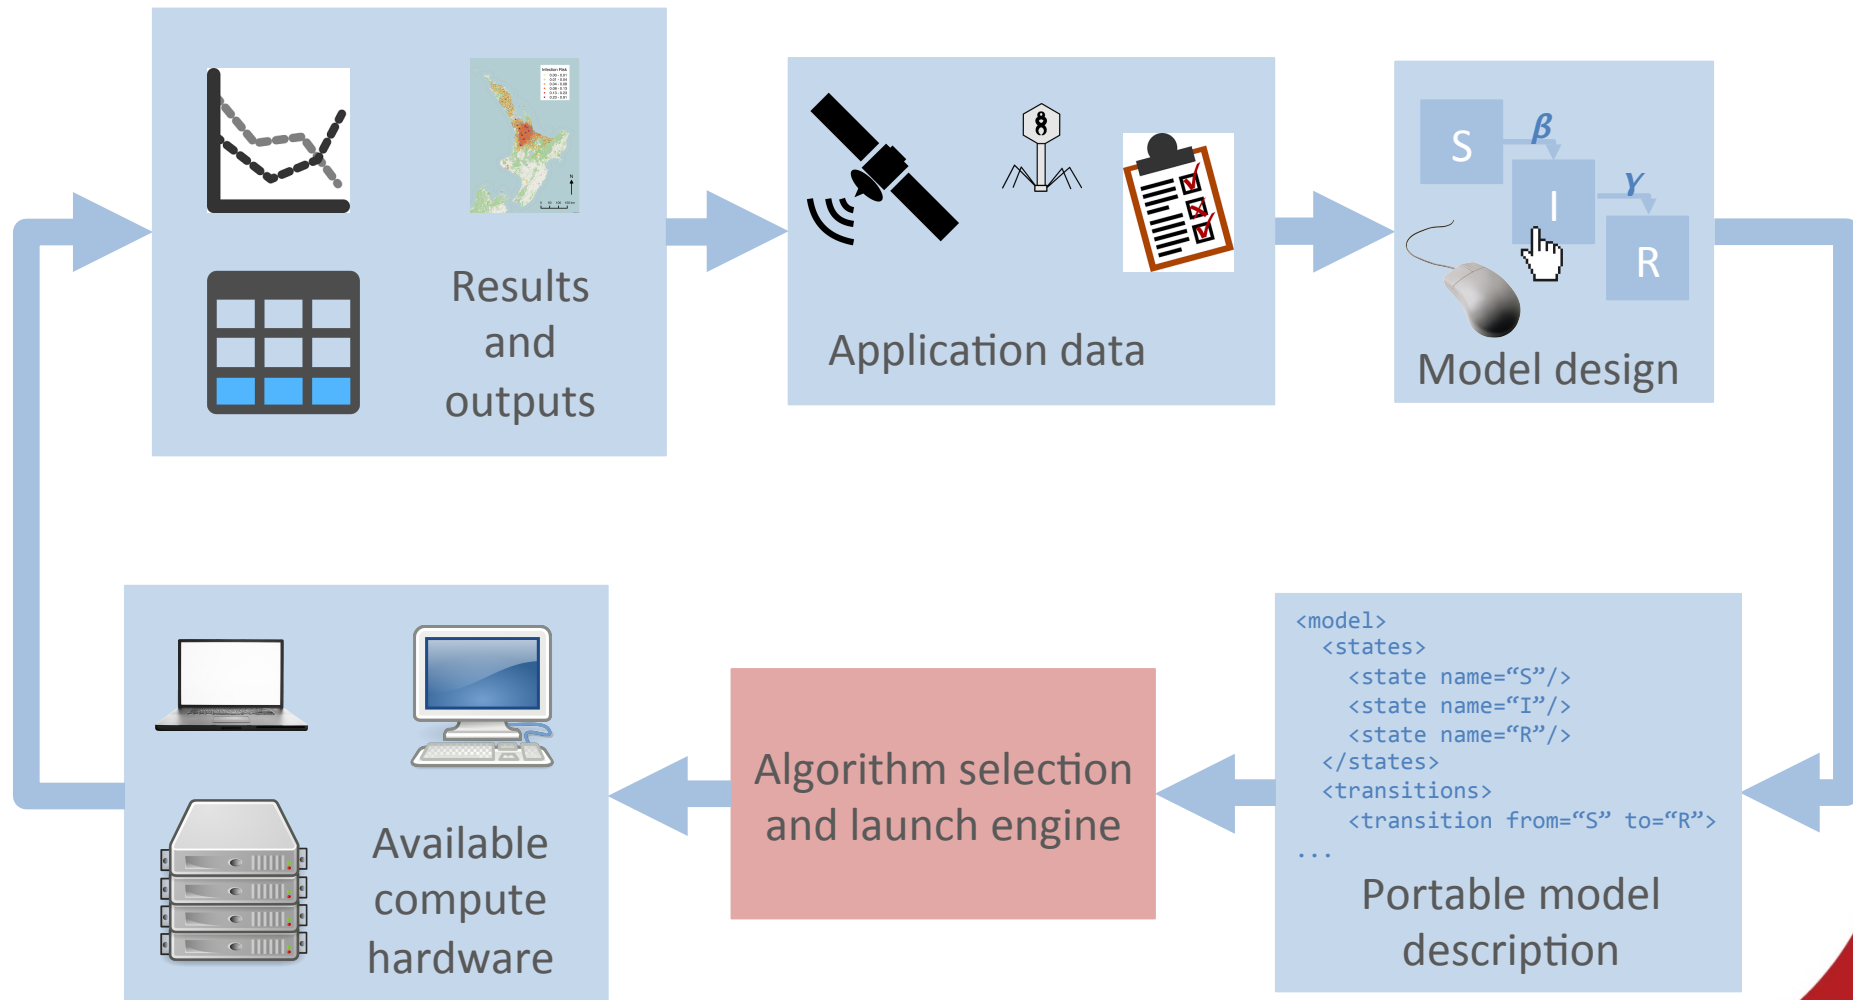 Results
and
outputs
Application data
S
β
I
γ
R
Model design
<model>
<states>
<state name=“S”/>
<state name=“I”/>
<state name=“R”/>
</states>
<transitions>
<transition from=“S” to=“R”>
...
Portable model
description
Algorithm selection
and launch engine
Available
compute
hardware